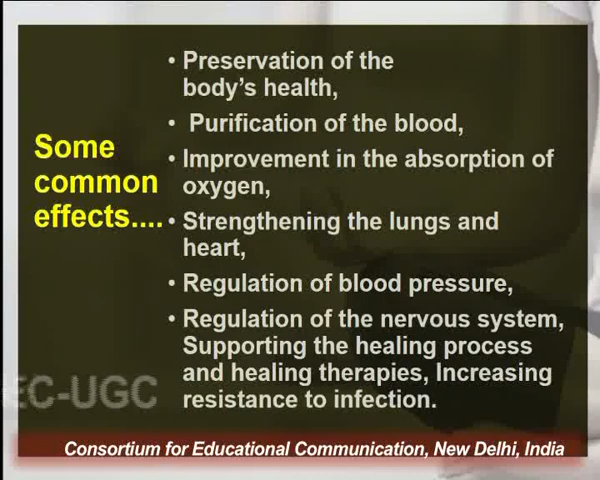 Some
common
effects....
• Preservation of the
body's health,
• Purification of the blood,
• Improvement in the absorption of
oxygen,
• Strengthening the lungs and
heart,
• Regulation of blood pressure,
• Regulation of the nervous system,
Supporting the healing process
and healing therapies, Increasing
resistance to infection.
EC-UGC
Consortium for Educational Communication, New Delhi, India